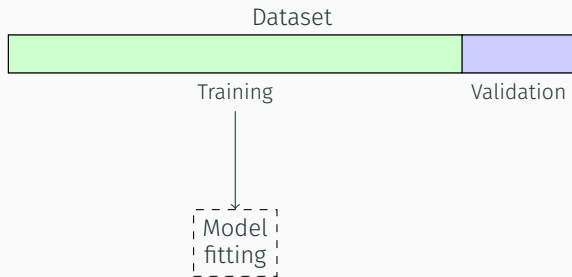 Dataset
Training
Validation
Model
fitting